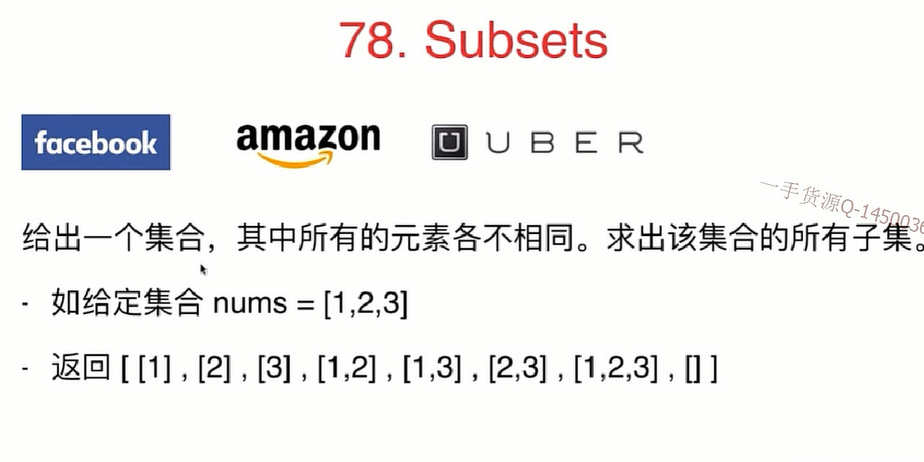 78. Subsets
facebook amazon U UBER
一手货源Q-1450036
给出一个集合，其中所有的元素各不相同。求出该集合的所有子集。
- 如给定集合 nums = [1,2,3]
- 返回 [ [1] , [2] , [3] , [1,2] , [1,3] , [2,3] , [1,2,3] , [] ]